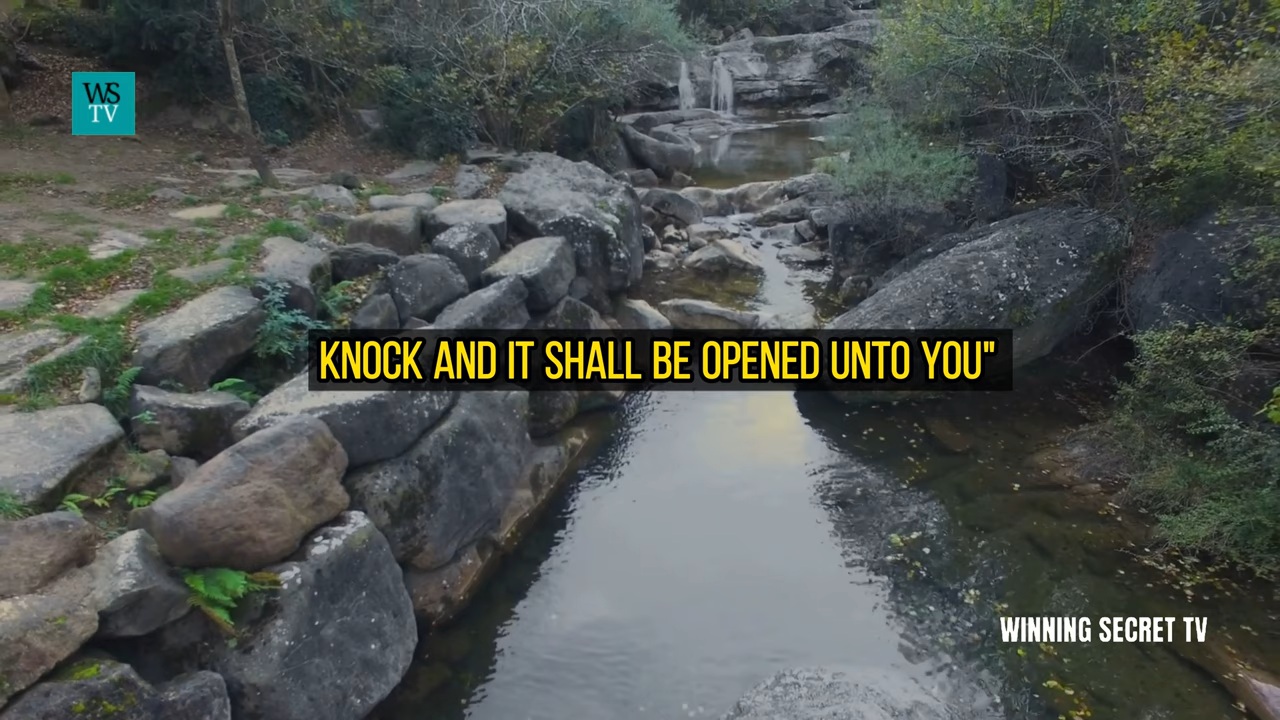 WS
TV
KNOCK AND IT SHALL BE OPENED UNTO YOU"
WINNING SECRET TV